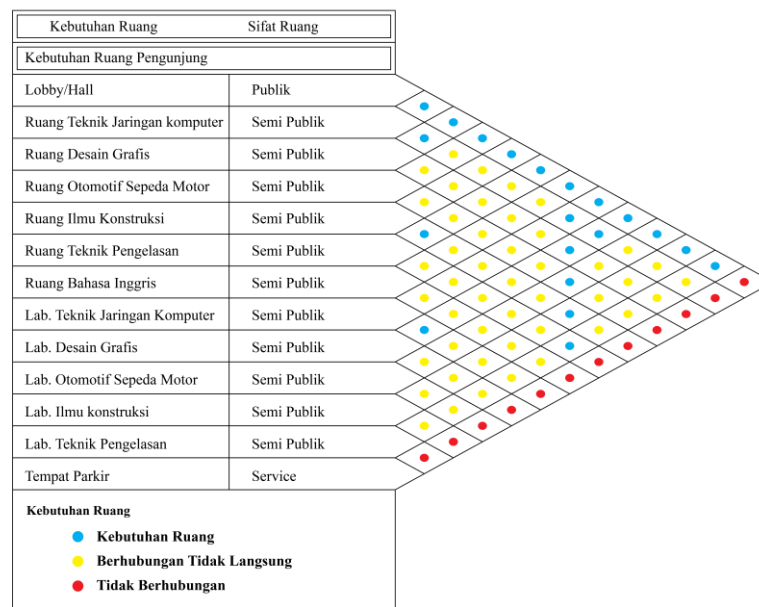 Kebutuhan Ruang Sifat Ruang
Kebutuhan Ruang Pengunjung
Lobby/Hall Publik
Ruang Teknik Jaringan komputer Semi Publik
Ruang Desain Grafis Semi Publik
Ruang Otomotif Sepeda Motor Semi Publik
Ruang Ilmu Konstruksi Semi Publik
Ruang Teknik Pengelasan Semi Publik
Ruang Bahasa Inggris Semi Publik
Lab. Teknik Jaringan Komputer Semi Publik
Lab. Desain Grafis Semi Publik
Lab. Otomotif Sepeda Motor Semi Publik
Lab. Ilmu konstruksi Semi Publik
Lab. Teknik Pengelasan Semi Publik
Tempat Parkir Service
Kebutuhan Ruang
Kebutuhan Ruang
Berhubungan Tidak Langsung
Tidak Berhubungan